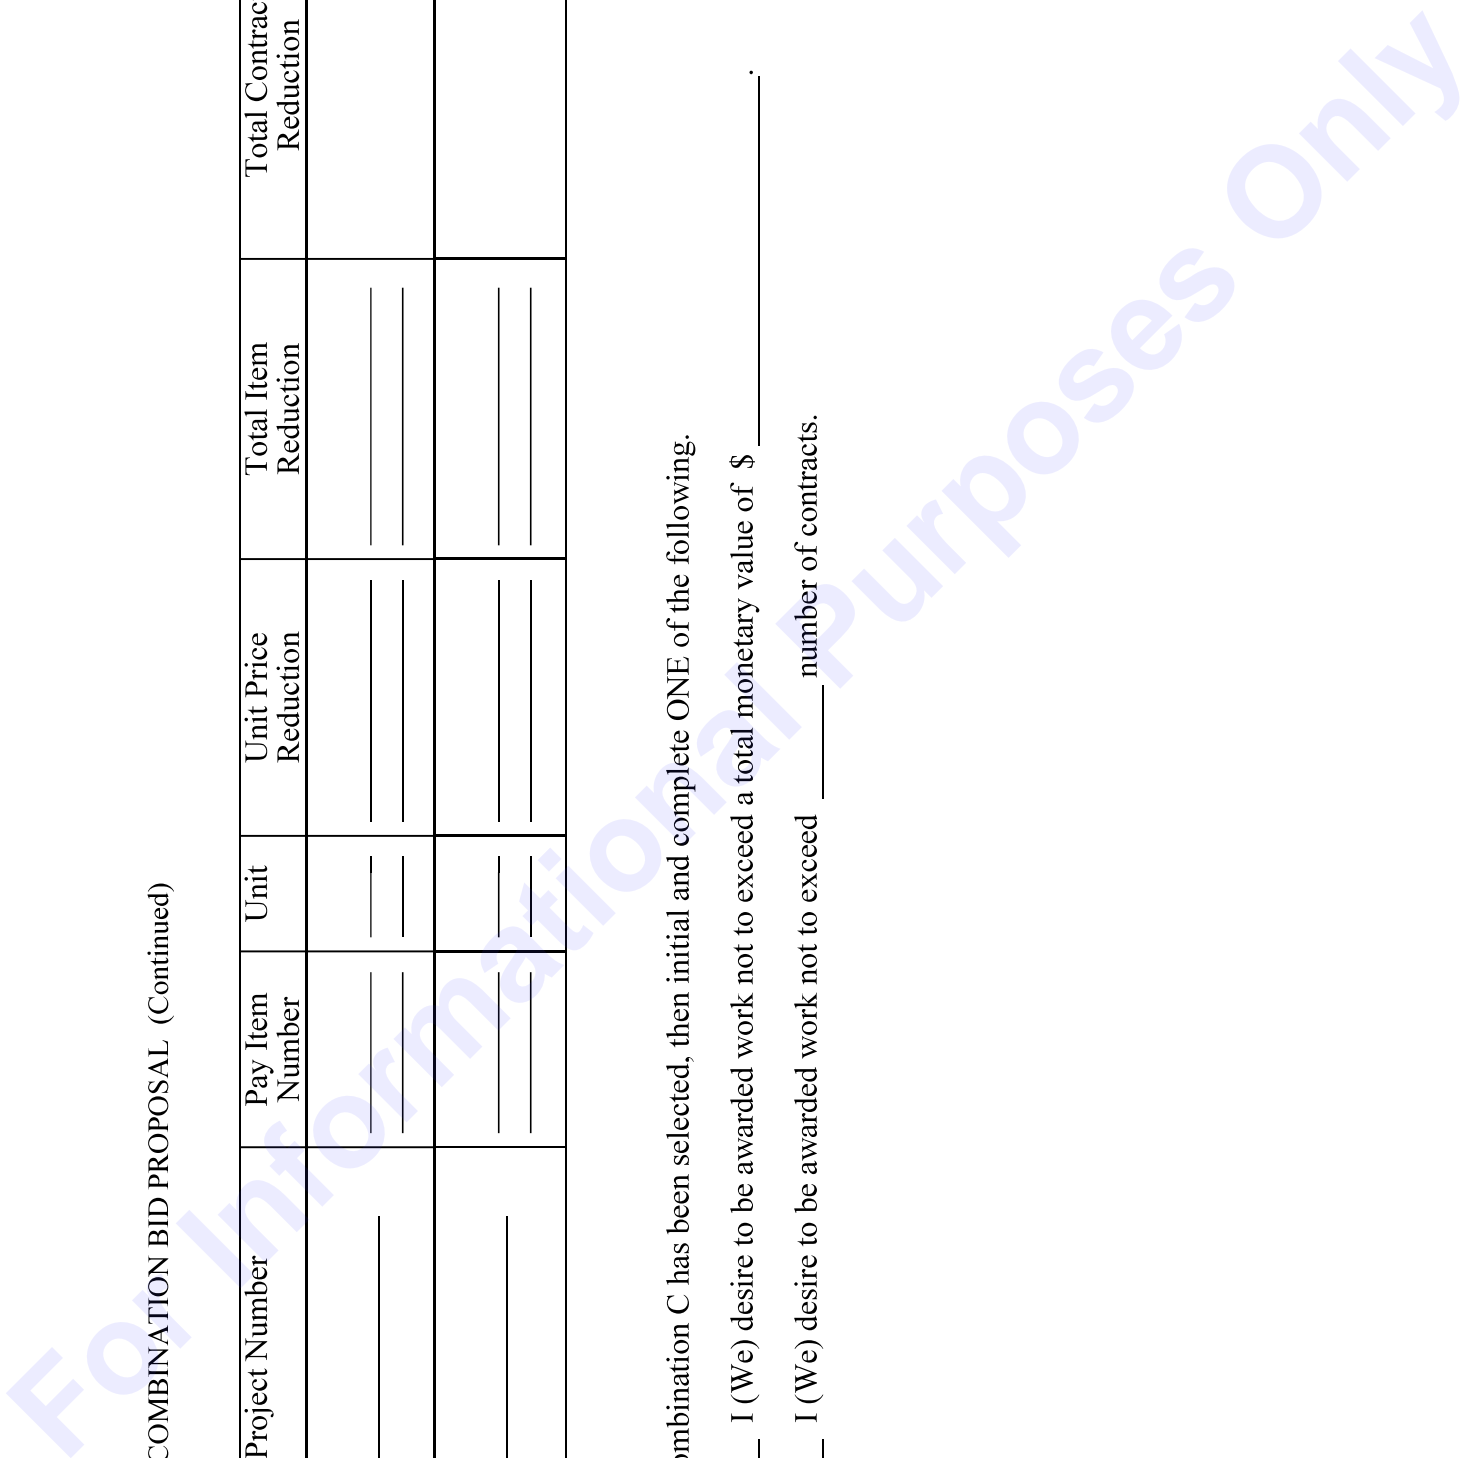 COMBINATION BID PROPOSAL (Continued)
Project Number
Pay Item
Number
Unit
Unit Price
Reduction
Total Item
Reduction
Total Contrac
Reduction
ombination C has been selected, then initial and complete ONE of the following.
I (We) desire to be awarded work not to exceed a total monetary value of $ ____.
I (We) desire to be awarded work not to exceed ____ number of contracts.
For Informational Purposes Only